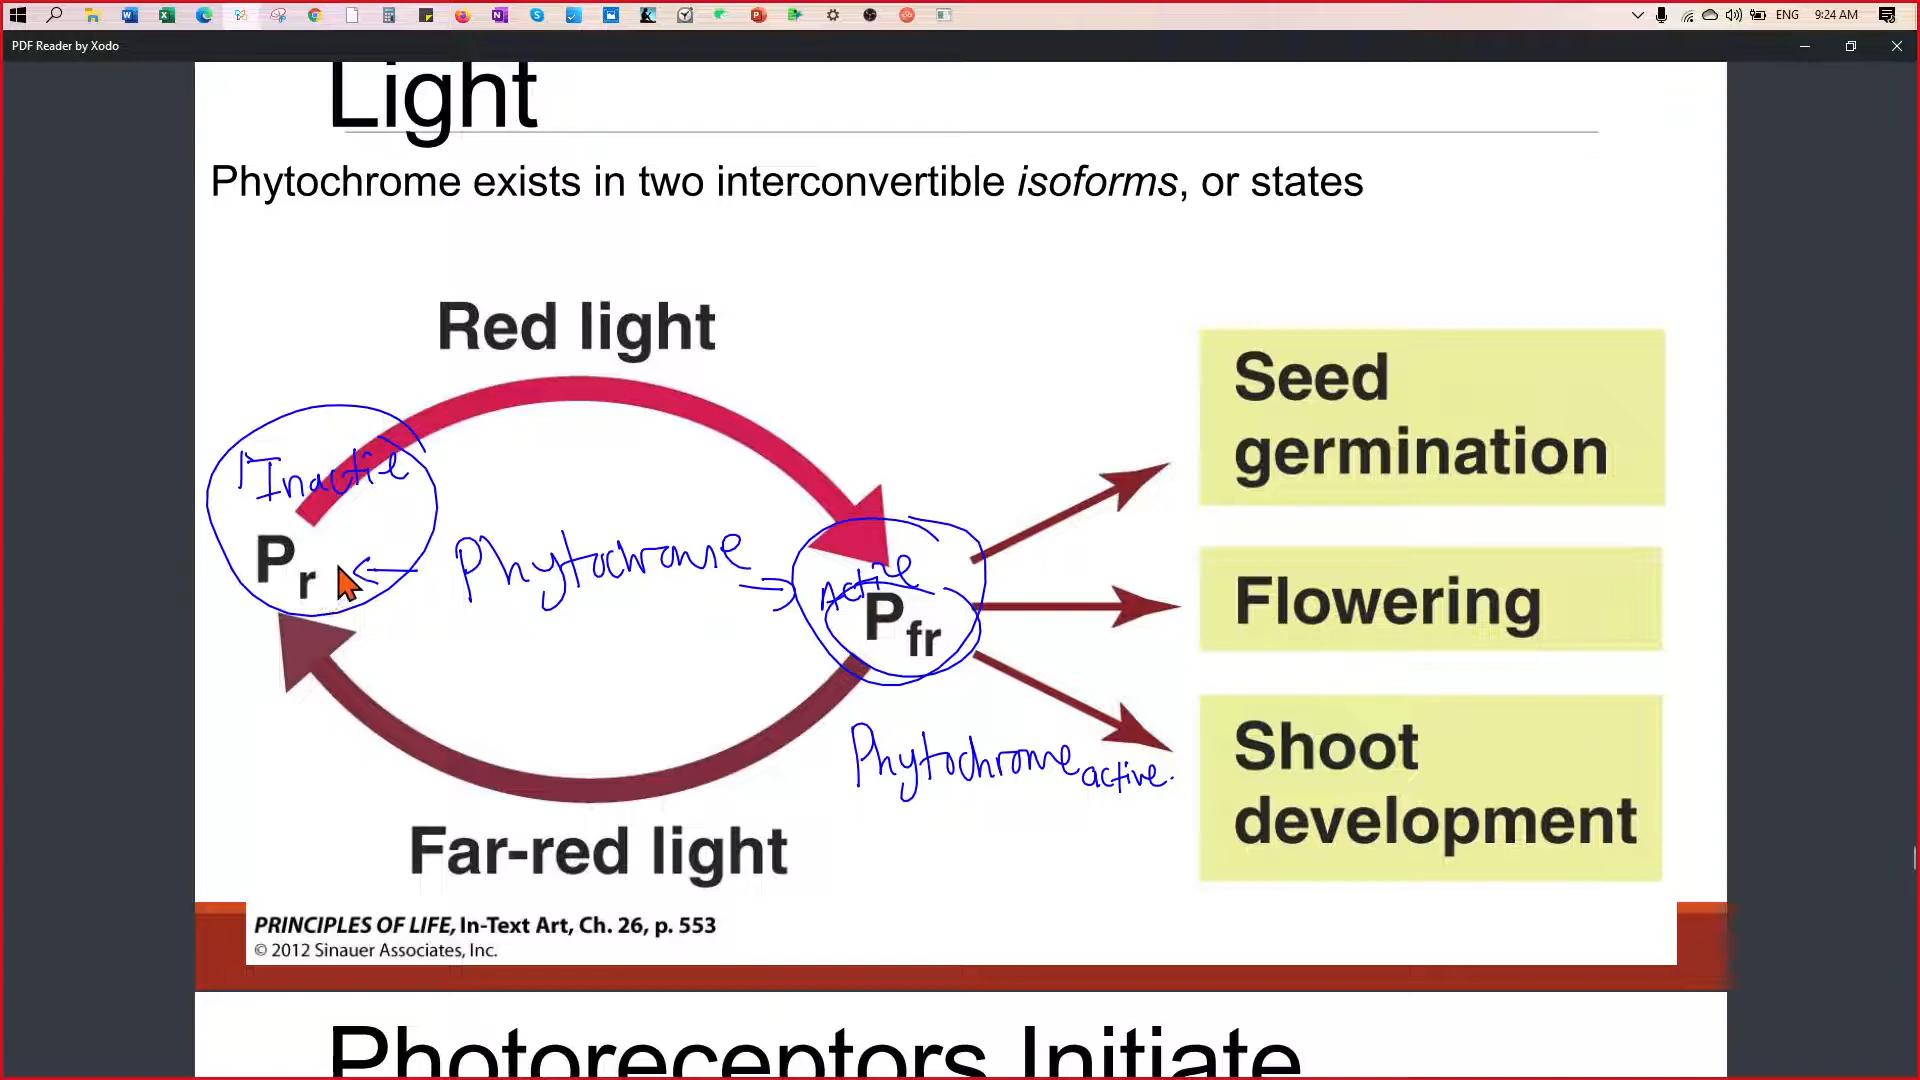 ENG 9:24 AM
PDF Reader by Xodo
Light
Phytochrome exists in two interconvertible isoforms, or states
Red light
Inactie
Pr
Phytochrome
Active
Pfr
Phytochrome active.
Far-red light
Seed
germination
Flowering
Shoot
development
PRINCIPLES OF LIFE, In-Text Art, Ch. 26, p. 553
© 2012 Sinauer Associates, Inc.
Photoreceptors Initiate